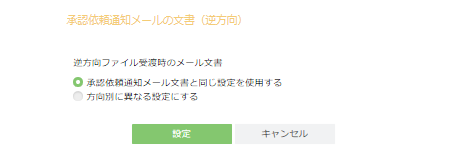 承認依頼通知メールの文書（逆方向）
逆方向ファイル受渡時のメール文書
承認依頼通知メール文書と同じ設定を使用する
方向別に異なる設定にする
設定
キャンセル